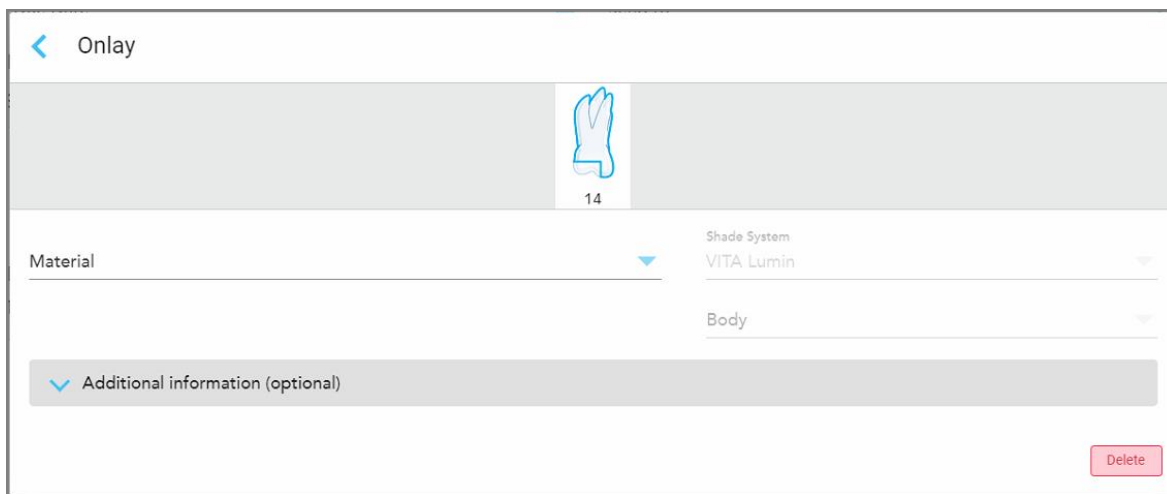 Onlay
14
Material
Shade System
VITA Lumin
Body
Additional information (optional)
Delete